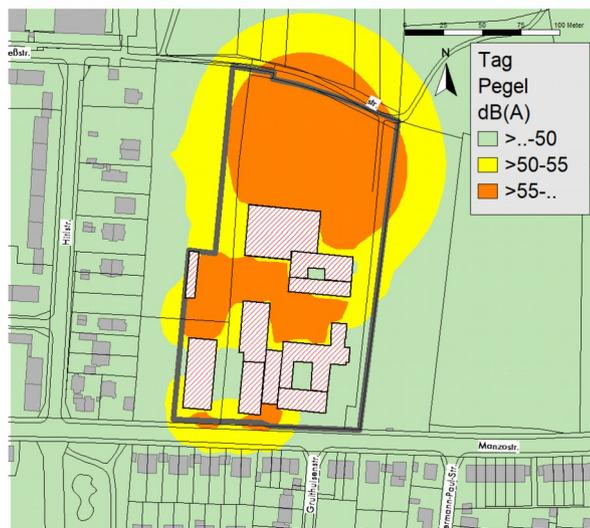 0 25 50 75 100 Meter
eßstr.
N
Tag
Pegel
dB(A)
>..-50
>50-55
>55-..
str.
Hirlstr.
Manzostr.
Gruithuisenstr.
ermann-Paul-Str.